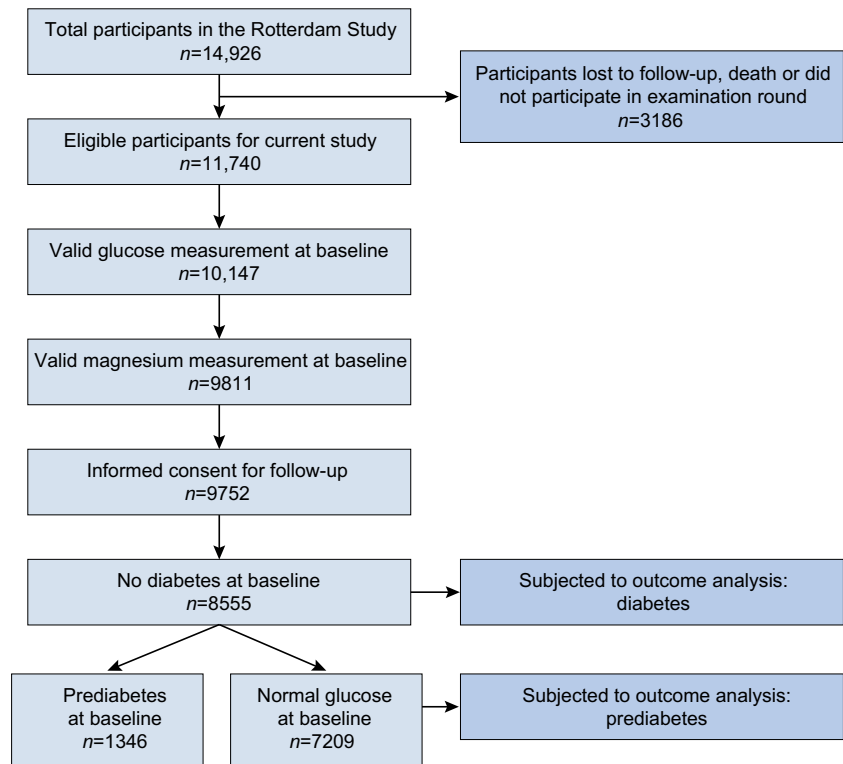 Total participants in the Rotterdam Study
n=14,926
Participants lost to follow-up, death or did
not participate in examination round
n=3186
Eligible participants for current study
n=11,740
Valid glucose measurement at baseline
n=10,147
Valid magnesium measurement at baseline
n=9811
Informed consent for follow-up
n=9752
No diabetes at baseline
n=8555
Subjected to outcome analysis:
diabetes
Prediabetes
at baseline
n=1346
Normal glucose
at baseline
n=7209
Subjected to outcome analysis:
prediabetes